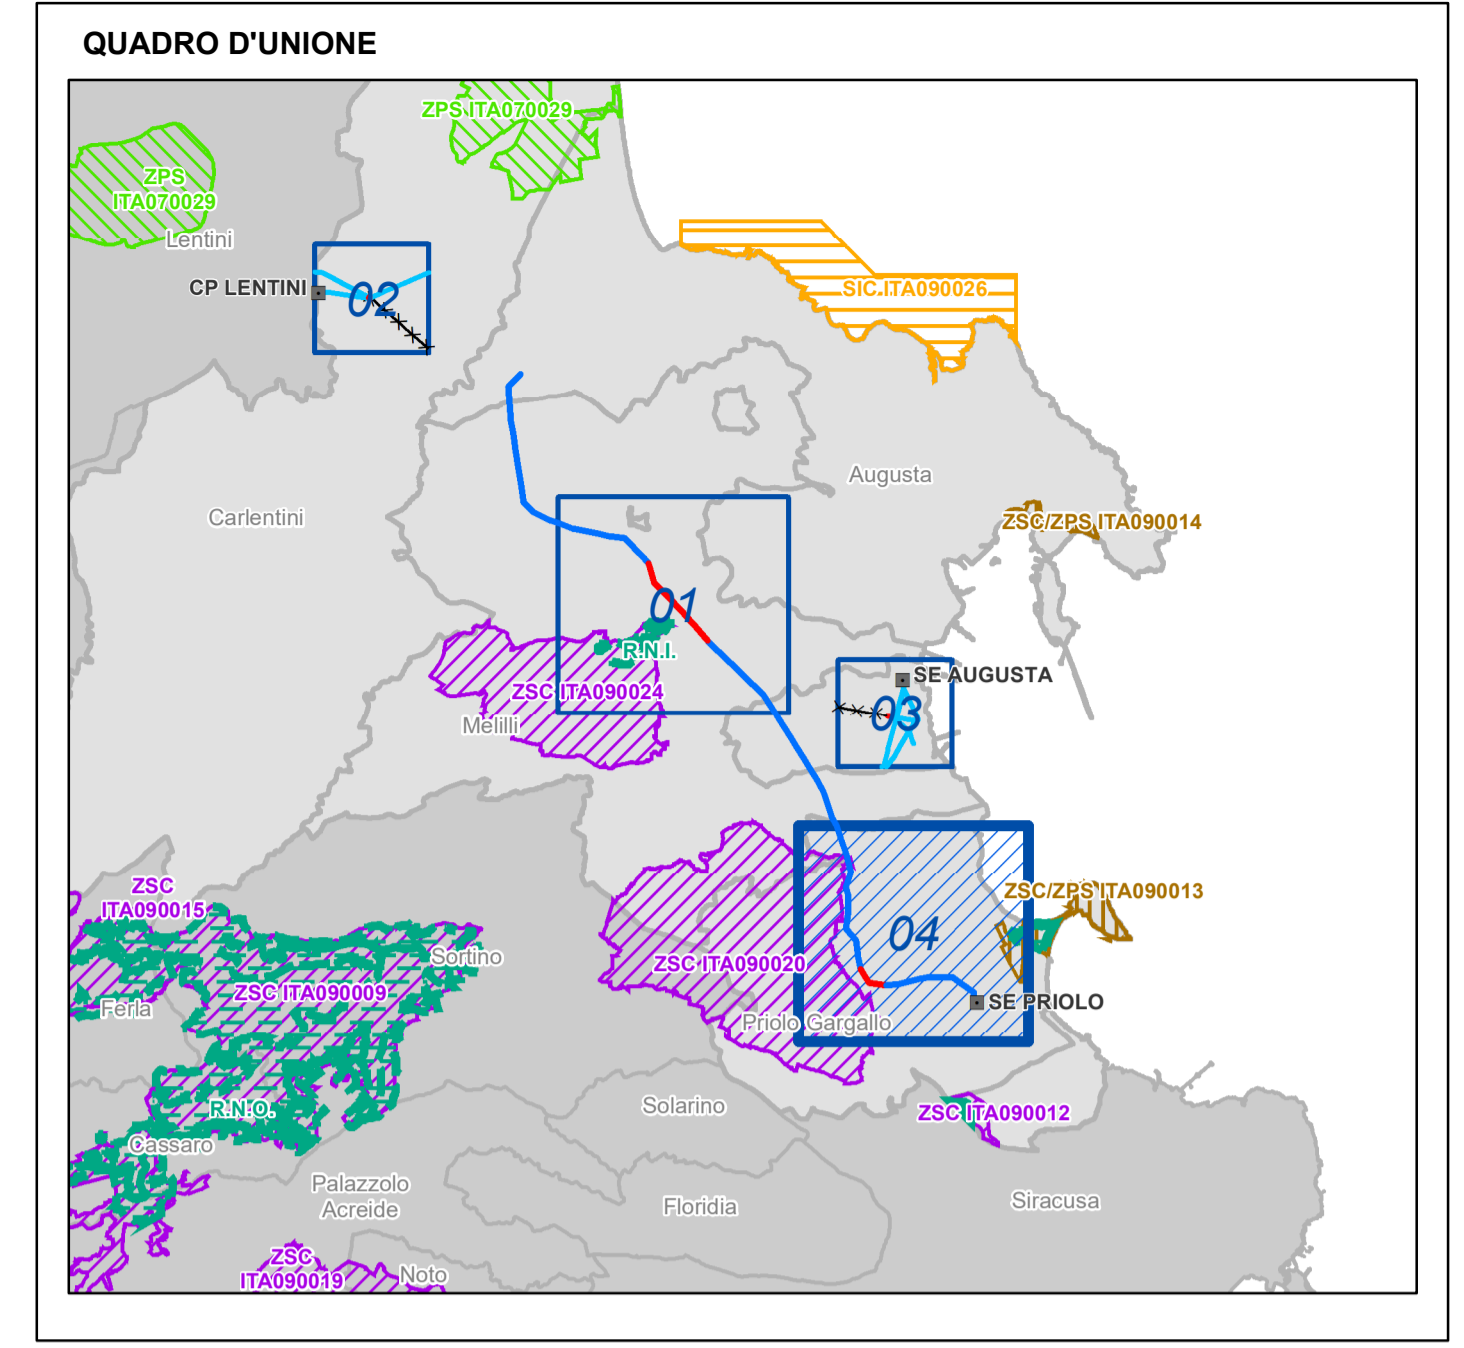 QUADRO D'UNIONE
ZPS ITA070029
ZPS
ITA070029
Lentini
CP LENTINI
02
SIC ITA090026
Augusta
Carlentini
ZSC/ZPS ITA090014
01
R.N.I.
ZSC ITA090024
Melilli
SE AUGUSTA
03
ZSC
ITA090015
ZSC/ZPS ITA090013
04
Sortino
ZSC ITA090020
ZSC ITA090009
Ferla
SE PRIOLO
Priolo Gargallo
R.N.O.
Solarino
ZSC ITA090012
Cassaro
Palazzolo
Acreide
Floridia
Siracusa
ZSC
ITA090019
Noto